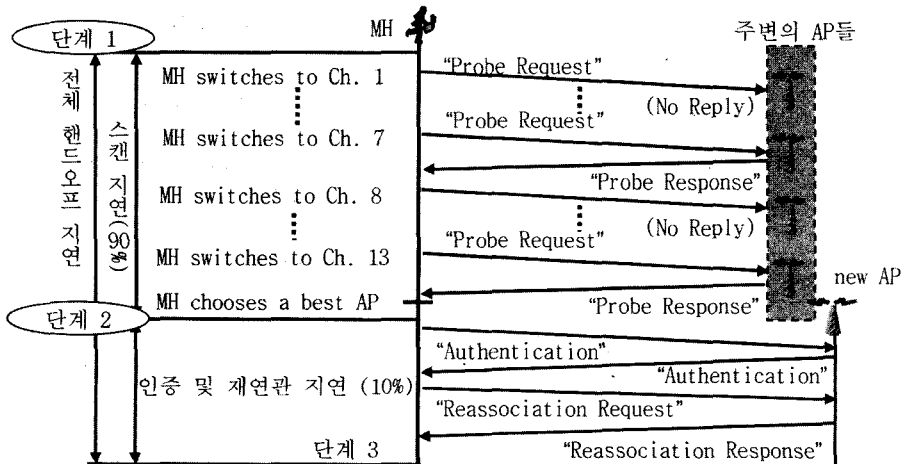 MH
주변의 AP들
단계 1
MH switches to Ch. 1
“Probe Request”
(No Reply)
MH switches to Ch. 7
“Probe Request”
“Probe Response”
MH switches to Ch. 8
(No Reply)
“Probe Request”
MH switches to Ch. 13
new AP
MH chooses a best AP
“Probe Response”
단계 2
“Authentication”
“Authentication”
인증 및 재연관 지연 (10%)
“Reassociation Request”
단계 3
“Reassociation Response”
전체 핸드오프 지연
스캔 지연(90%)